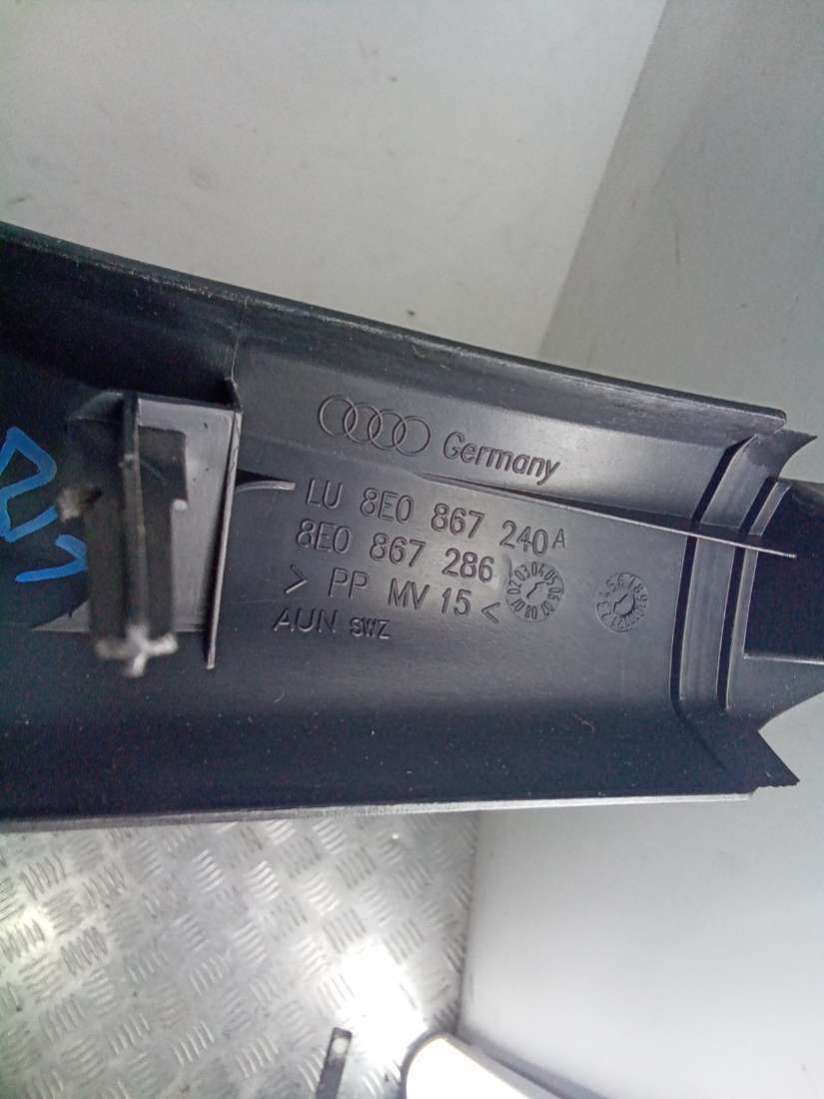 Germany
LU 8E0 867 240 A
8E0 867 286
> PP MV 15 <
AUN SWZ